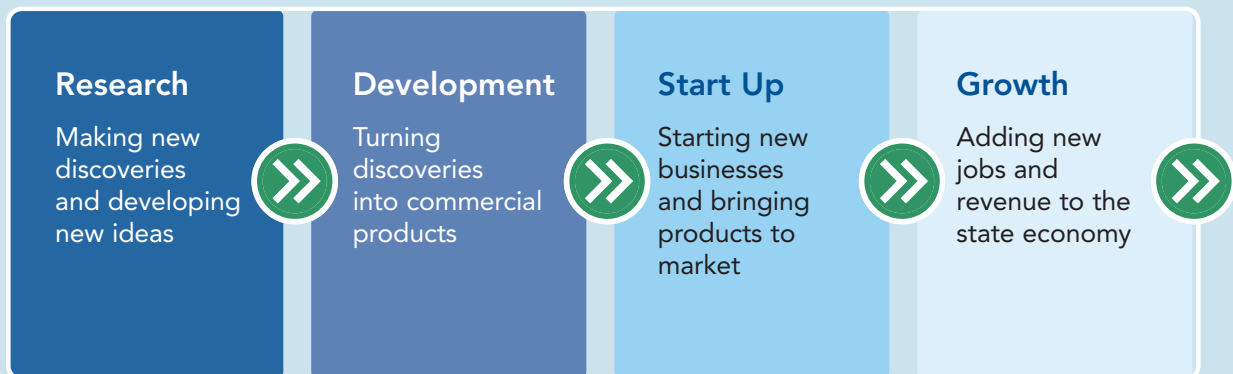 Research
Making new
discoveries
and developing
new ideas
Development
Turning
discoveries
into commercial
products
Start Up
Starting new
businesses
and bringing
products to
market
Growth
Adding new
jobs and
revenue to the
state economy